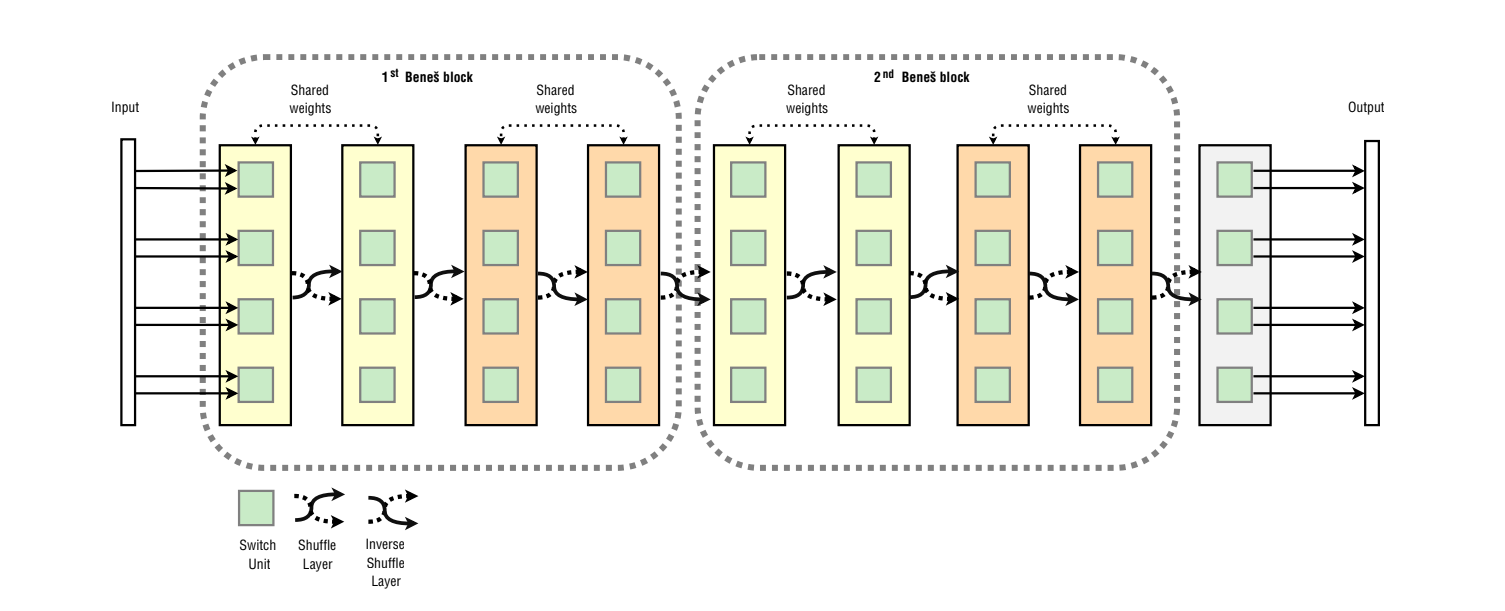 1st Beneš block
2nd Beneš block
Shared
weights
Shared
weights
Shared
weights
Shared
weights
Input
Output
Switch
Unit
Shuffle
Layer
Inverse
Shuffle
Layer